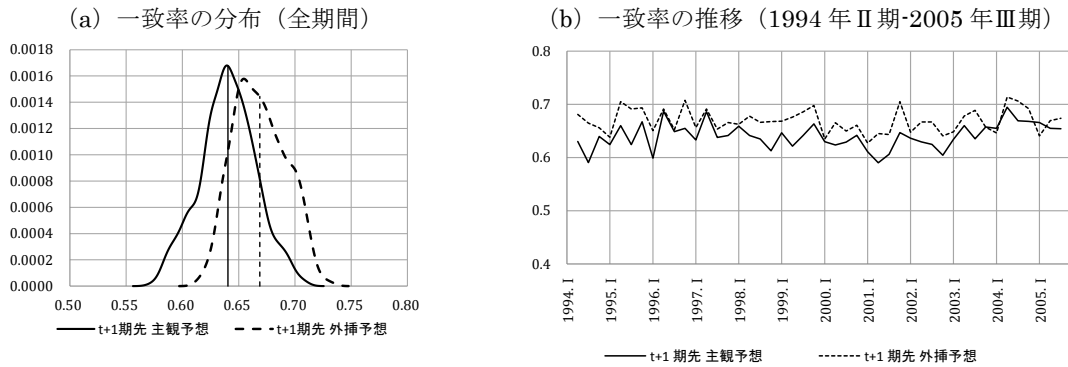 (a) 一致率の分布(全期間)
0.0018
0.0016
0.0014
0.0012
0.0010
0.0008
0.0006
0.0004
0.0002
0.0000
0.50 0.55 0.60 0.65 0.70 0.75 0.80
t+1期先 主観予想 t+1期先 外挿予想
(b) 一致率の推移(1994年Ⅱ期-2005年Ⅲ期)
0.8
0.7
0.6
0.5
0.4
1994. I 1995. I 1996. I 1997. I 1998. I 1999. I 2000. I 2001. I 2002. I 2003. I 2004. I 2005. I
t+1 期先 主観予想 t+1 期先 外挿予想